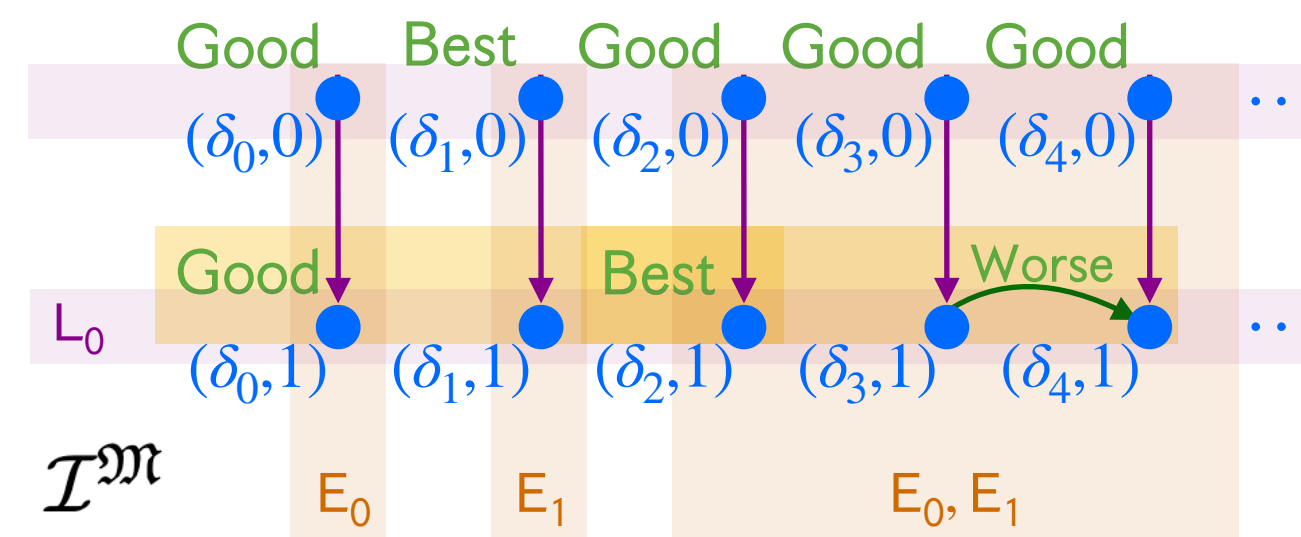 Good Best Good Good Good
(δ₀,0) (δ₁,0) (δ₂,0) (δ₃,0) (δ₄,0) ··
Good Best Worse
L₀ ··
(δ₀,1) (δ₁,1) (δ₂,1) (δ₃,1) (δ₄,1)
ℐ^𝔐 E₀ E₁ E₀, E₁